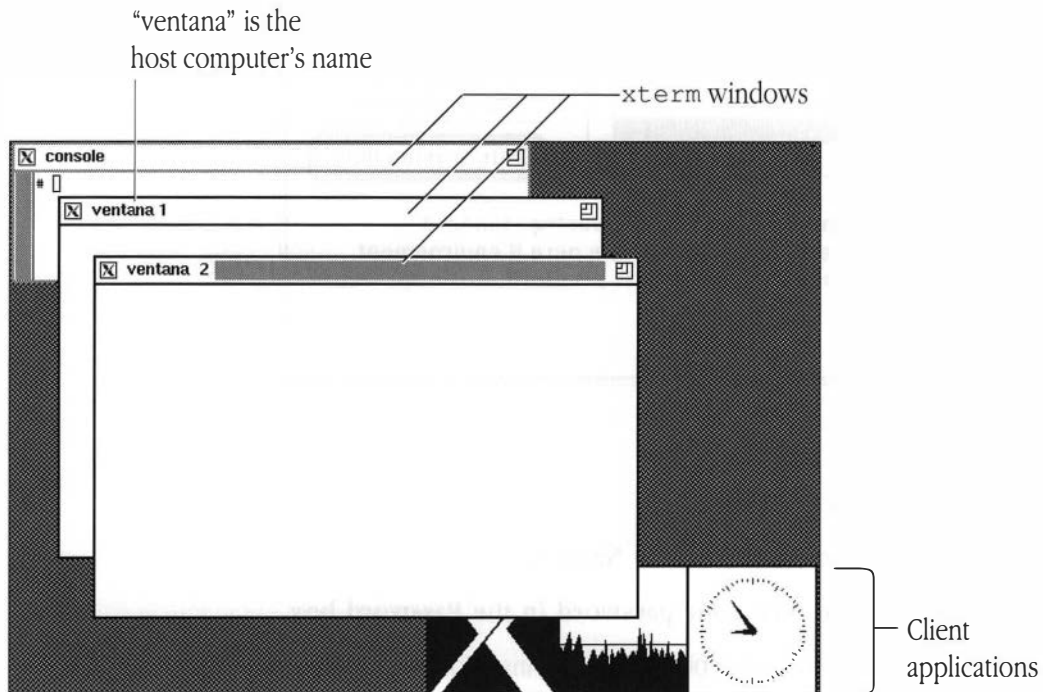 “ventana” is the
host computer’s name
xterm windows
console
#
ventana 1
ventana 2
Client
applications